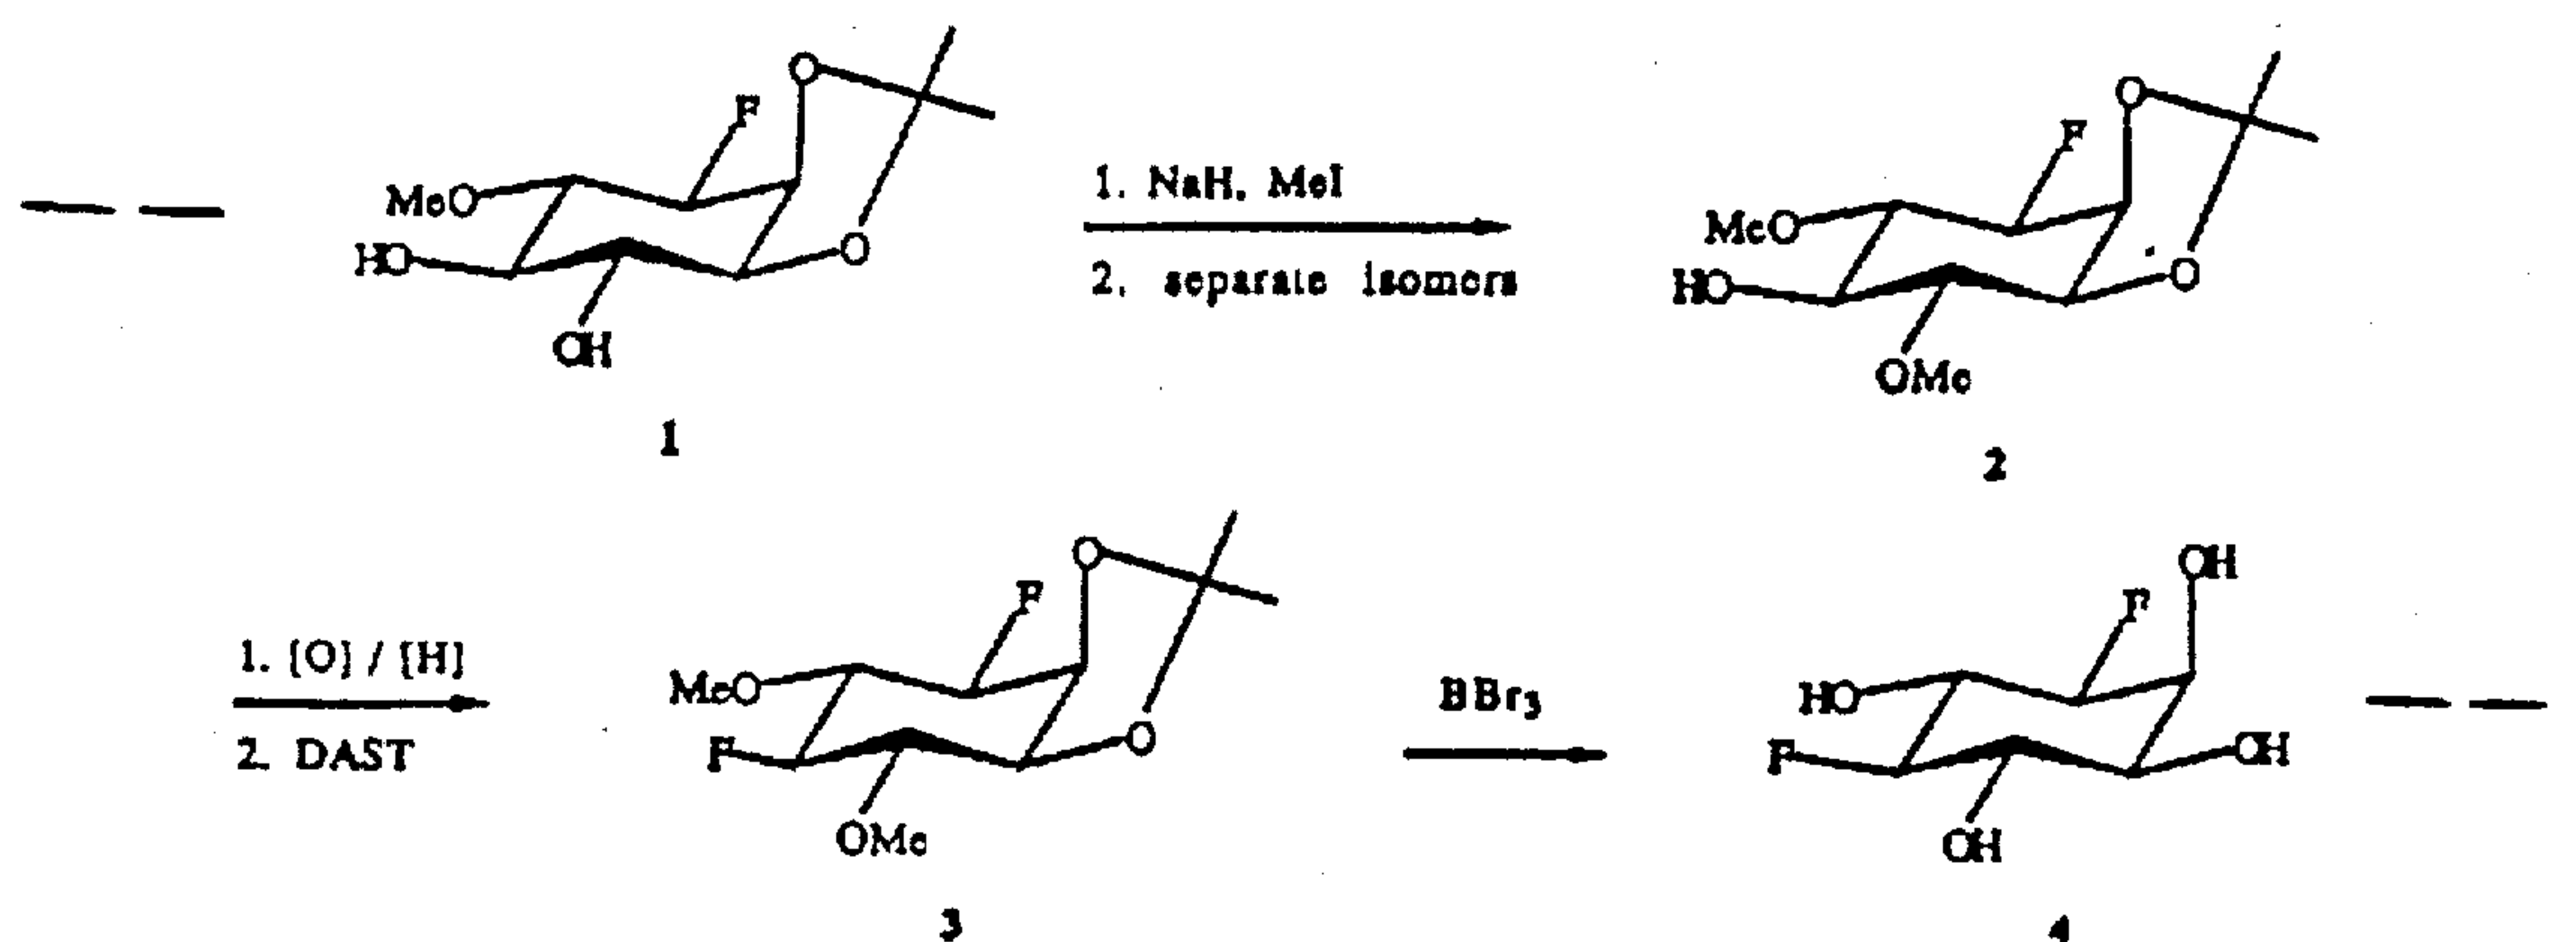 O
F
MeO
HO
O
OH
1
1. NaH, MeI
2. separate isomers
O
F
MeO
HO
O
OMe
2
1. [O] / [H]
2. DAST
O
F
MeO
F
O
OMe
3
BBr3
OH
F
HO
F
OH
OH
4